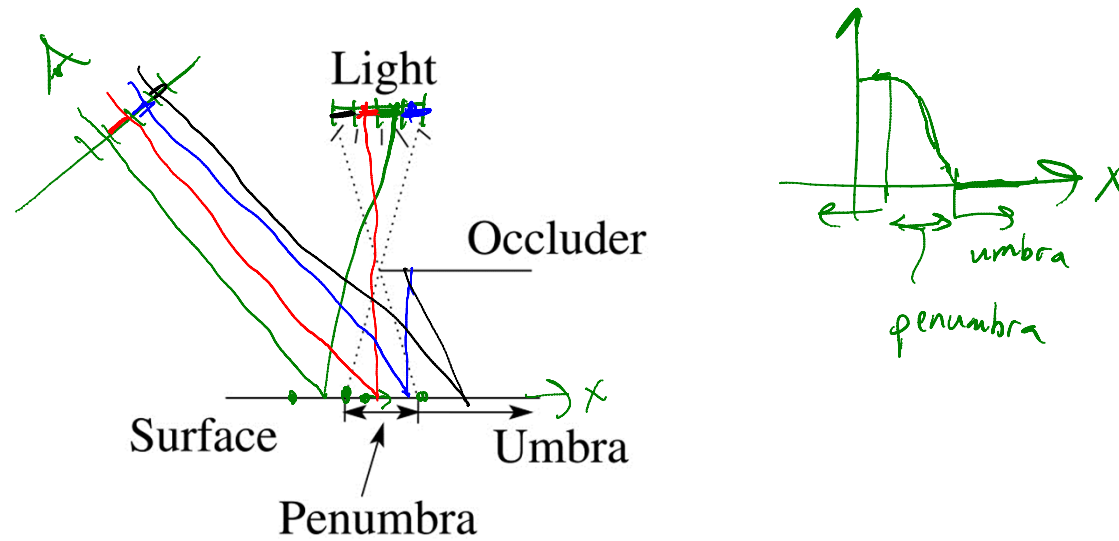 Light
Occluder
X
umbra
penumbra
X
Surface
Umbra
Penumbra